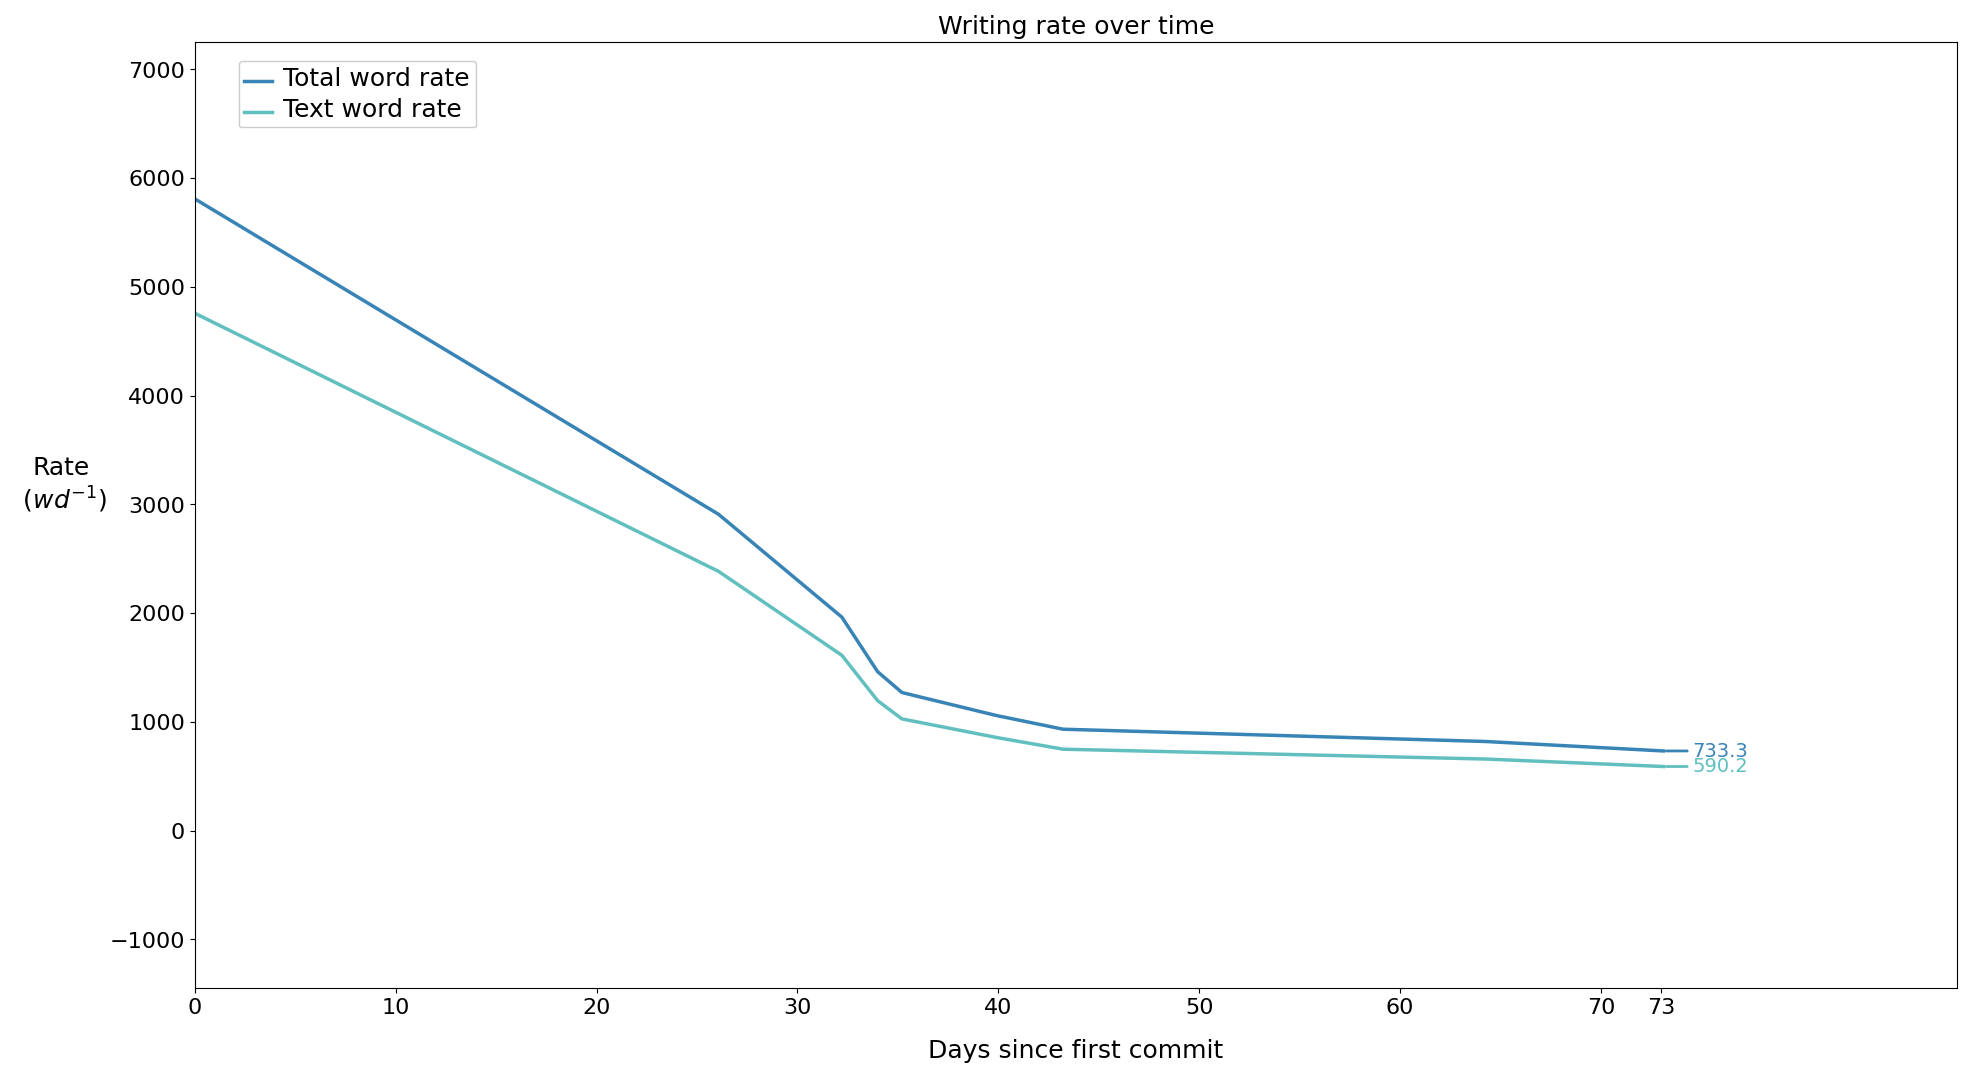 Writing rate over time
Total word rate
Text word rate
7000
6000
5000
4000
3000
2000
1000
0
−1000
Rate
(wd⁻¹)
733.3
590.2
0 10 20 30 40 50 60 70 73
Days since first commit